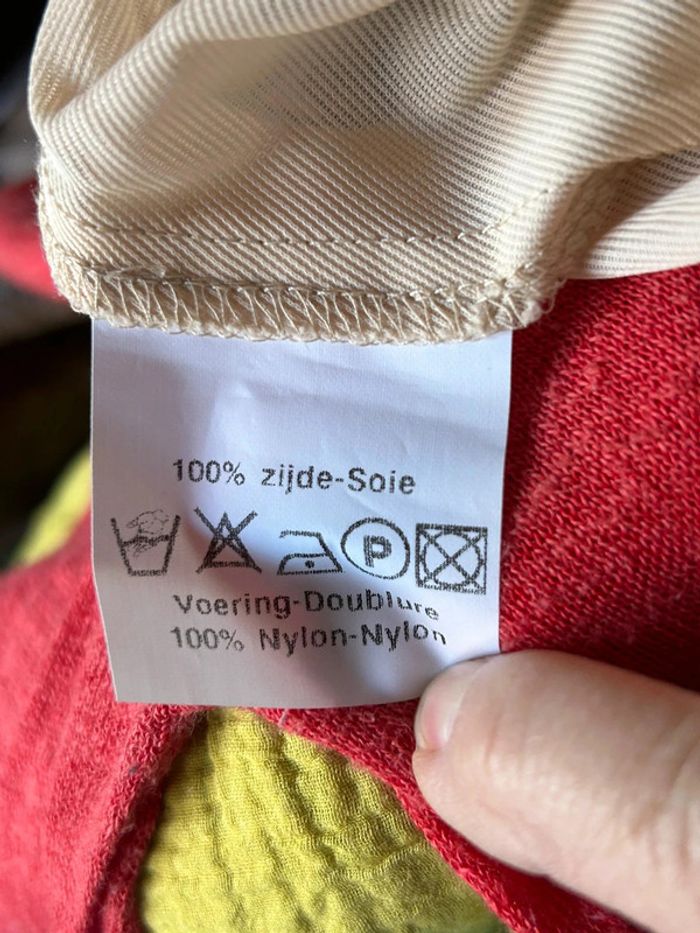 100% zijde-Soie
P
Voering-Doublure
100% Nylon-Nylon